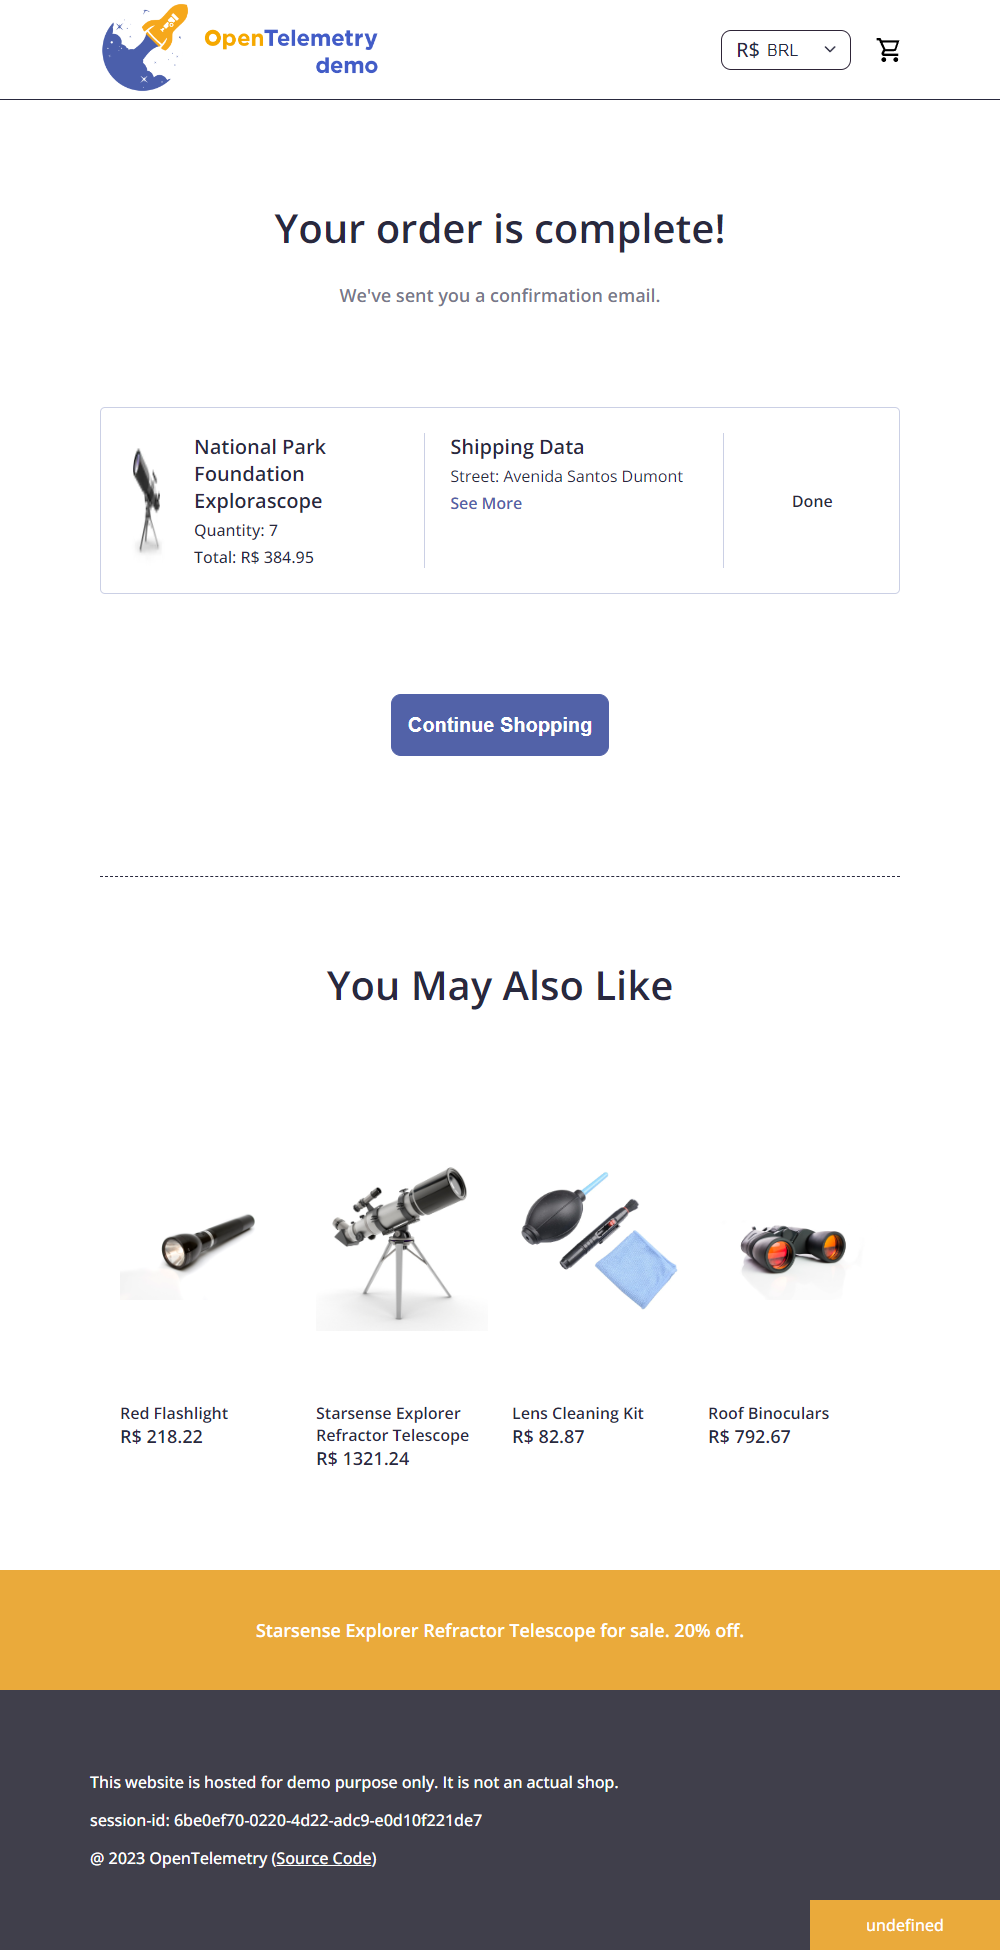 OpenTelemetry
demo
R$ BRL
Your order is complete!
We've sent you a confirmation email.
National Park
Foundation
Explorascope
Quantity: 7
Total: R$ 384.95
Shipping Data
Street: Avenida Santos Dumont
See More
Done
Continue Shopping
You May Also Like
Red Flashlight
R$ 218.22
Starsense Explorer
Refractor Telescope
R$ 1321.24
Lens Cleaning Kit
R$ 82.87
Roof Binoculars
R$ 792.67
Starsense Explorer Refractor Telescope for sale. 20% off.
This website is hosted for demo purpose only. It is not an actual shop.
session-id: 6be0ef70-0220-4d22-adc9-e0d10f221de7
@ 2023 OpenTelemetry (Source Code)
undefined